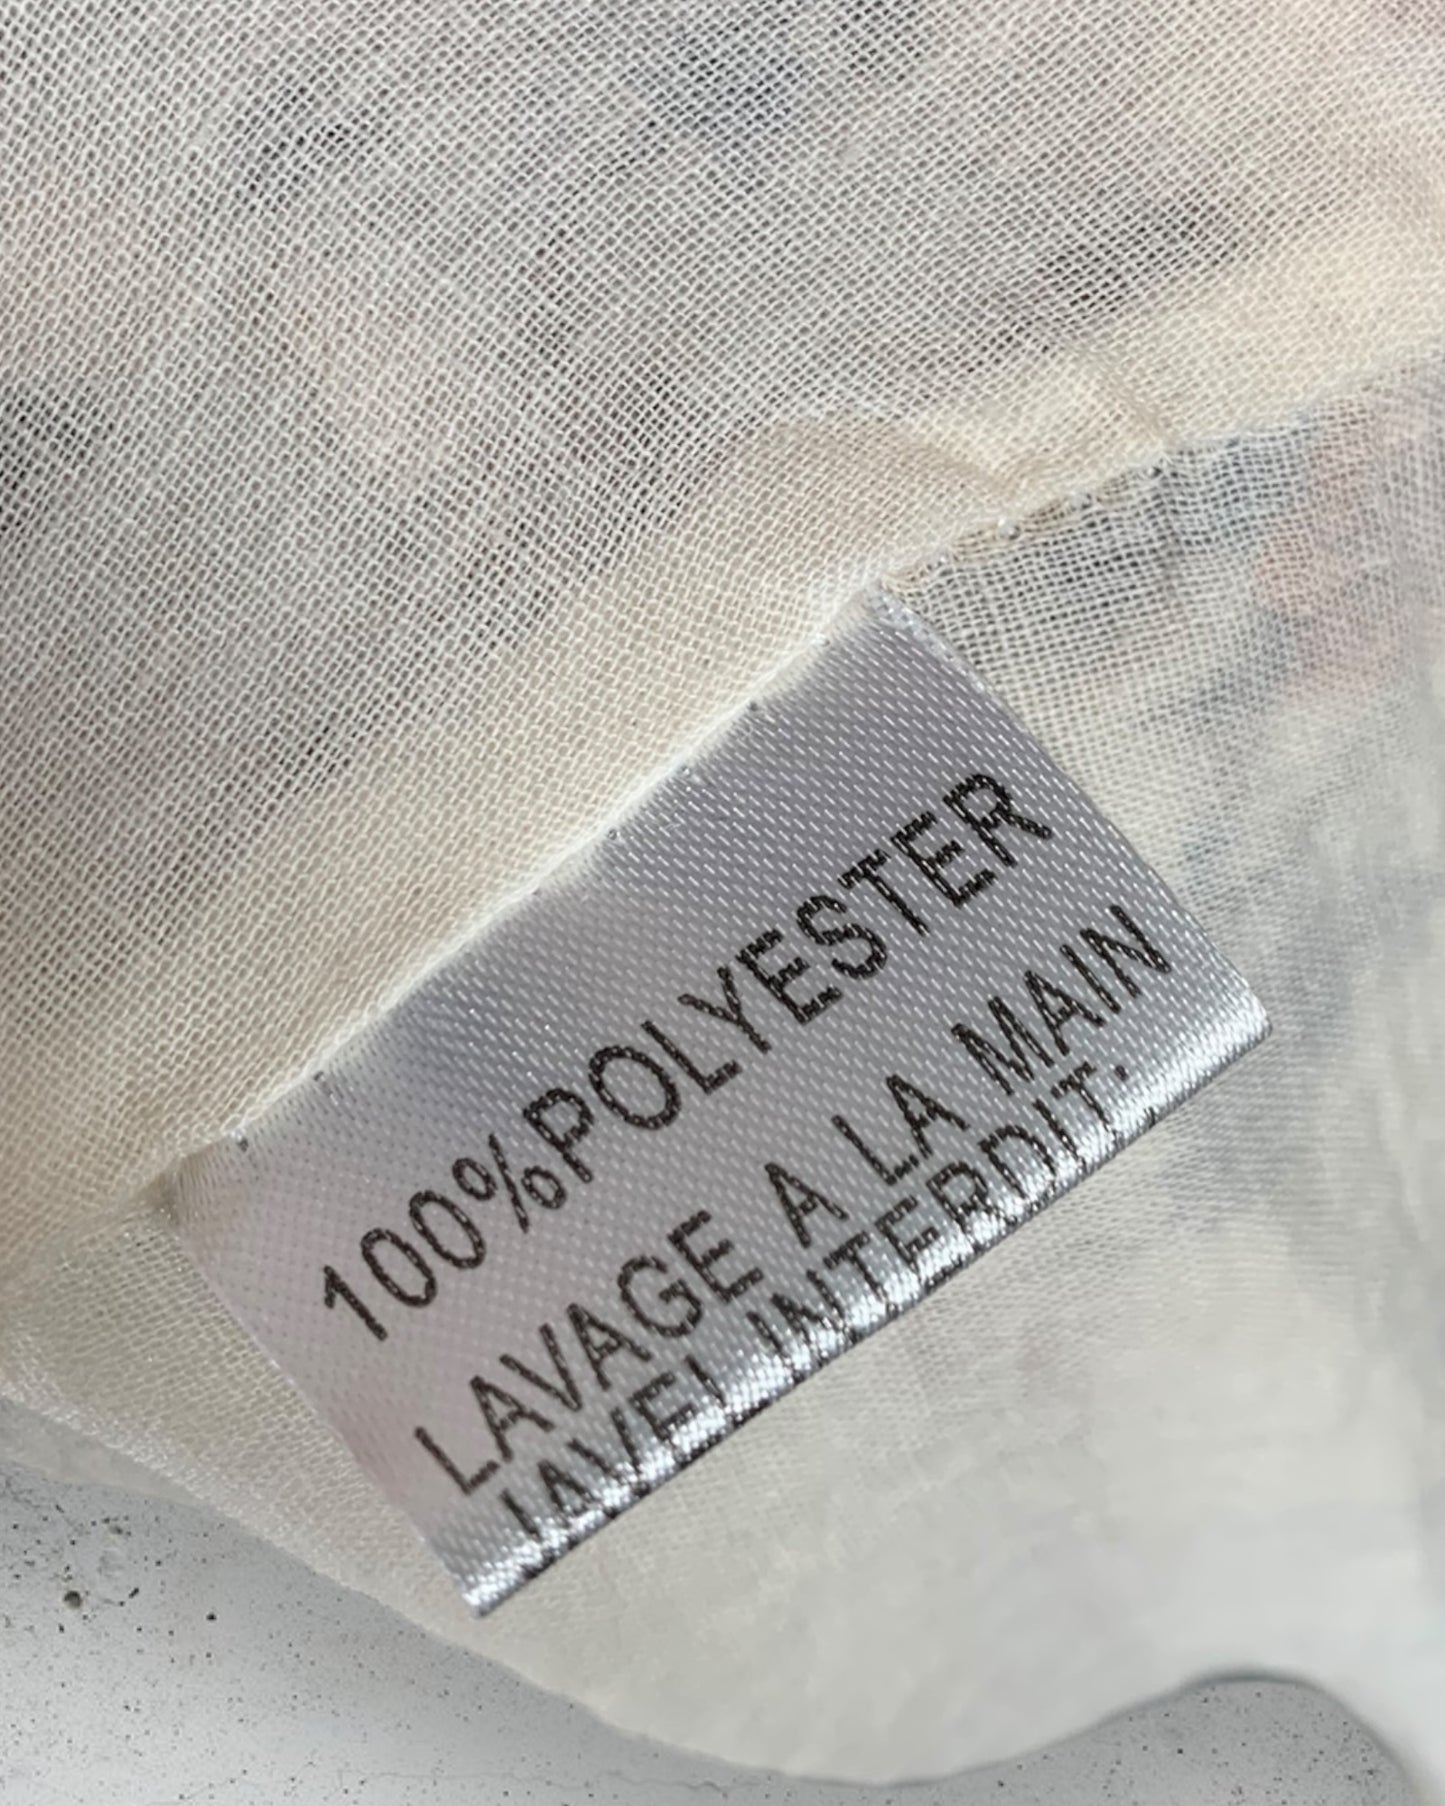 100%POLYESTER
LAVAGE A LA MAIN
JAVEL INTERDIT.